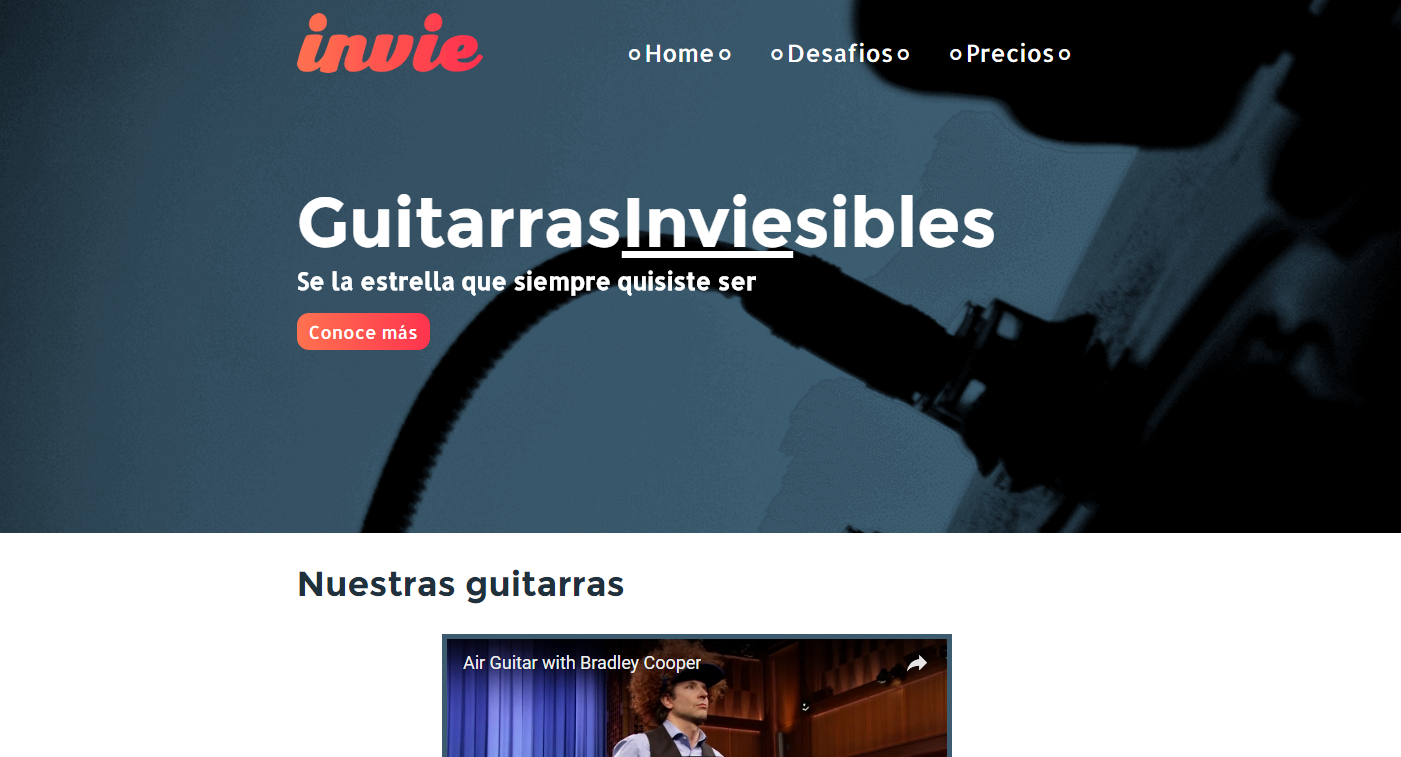 invie
Home Desafios Precios
GuitarrasInviesibles
Se la estrella que siempre quisiste ser
Conoce más
Nuestras guitarras
Air Guitar with Bradley Cooper